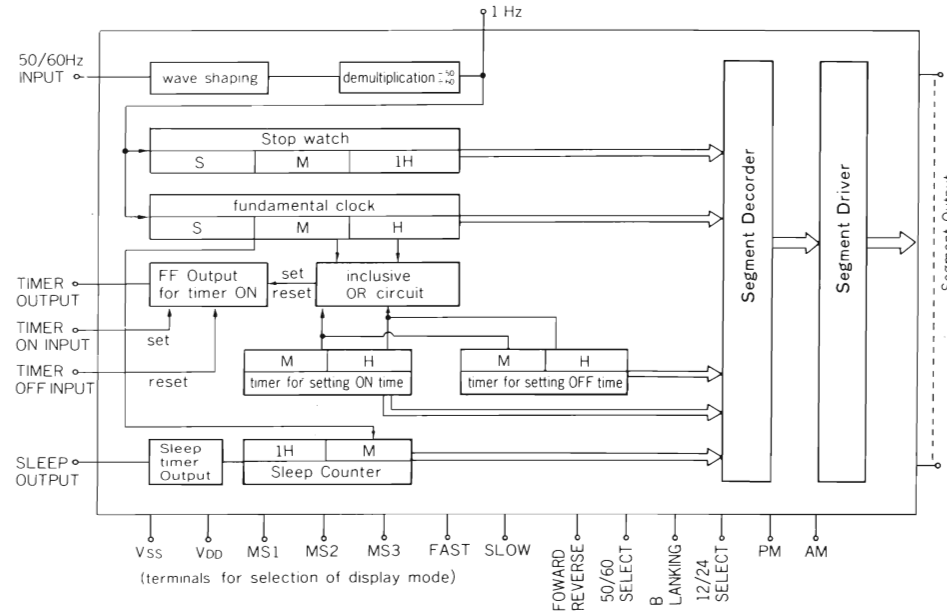 1 Hz
50/60Hz
INPUT
wave shaping
demultiplication
Stop watch
S M 1H
fundamental clock
S M H
TIMER
OUTPUT
FF Output
for timer ON
set
reset
inclusive
OR circuit
TIMER
ON INPUT
set
TIMER
OFF INPUT
reset
M H
timer for setting ON time
M H
timer for setting OFF time
SLEEP
OUTPUT
Sleep
timer
Output
1H M
Sleep Counter
Segment Decorder
Segment Driver
Segment Output
VSS VDD MS1 MS2 MS3 FAST SLOW
FOWARD
REVERSE
50/60
SELECT
B
LANKING
12/24
SELECT
PM AM
(terminals for selection of display mode)